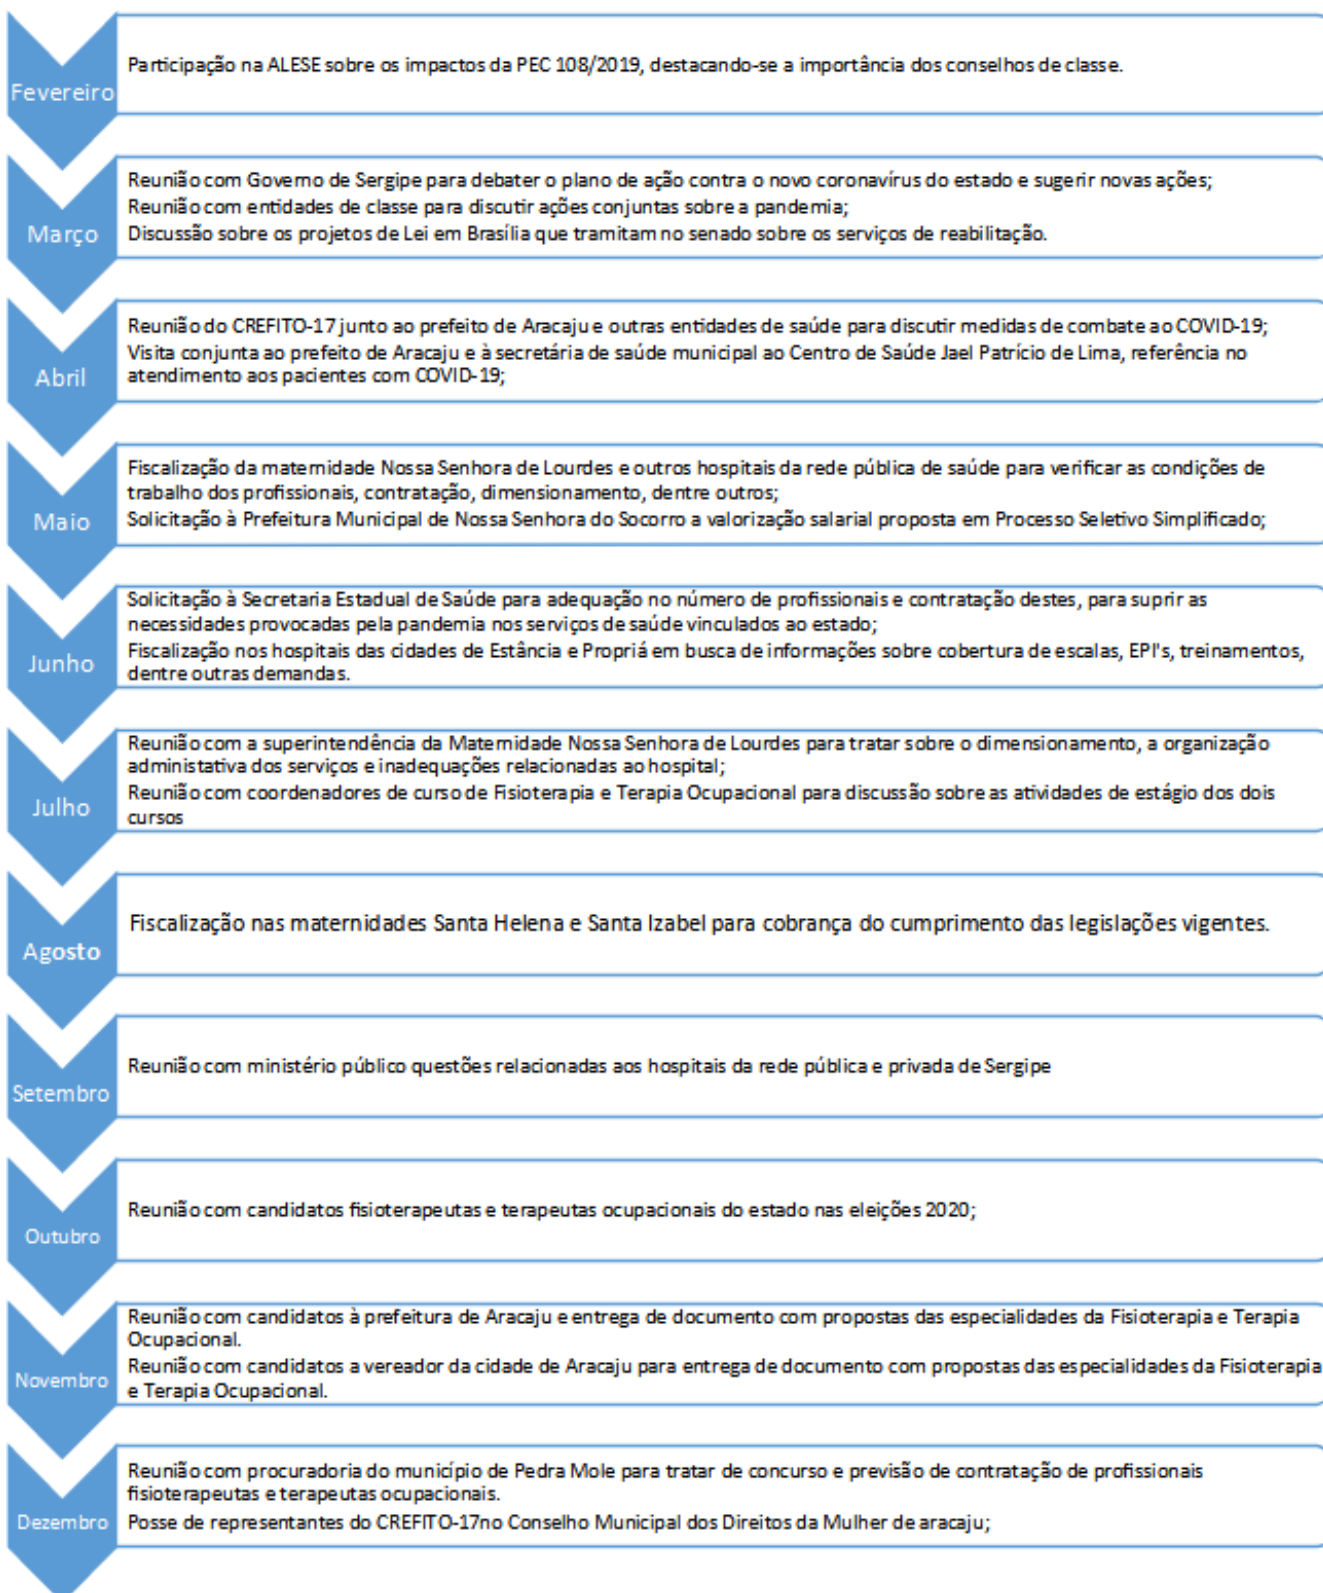 Fevereiro
Participação na ALESE sobre os impactos da PEC 108/2019, destacando-se a importância dos conselhos de classe.
Março
Reunião com Governo de Sergipe para debater o plano de ação contra o novo coronavírus do estado e sugerir novas ações;
Reunião com entidades de classe para discutir ações conjuntas sobre a pandemia;
Discussão sobre os projetos de Lei em Brasília que tramitam no senado sobre os serviços de reabilitação.
Abril
Reunião do CREFITO-17 junto ao prefeito de Aracaju e outras entidades de saúde para discutir medidas de combate ao COVID-19;
Visita conjunta ao prefeito de Aracaju e à secretária de saúde municipal ao Centro de Saúde Jael Patrício de Lima, referência no
atendimento aos pacientes com COVID-19;
Maio
Fiscalização da maternidade Nossa Senhora de Lourdes e outros hospitais da rede pública de saúde para verificar as condições de
trabalho dos profissionais, contratação, dimensionamento, dentre outros;
Solicitação à Prefeitura Municipal de Nossa Senhora do Socorro a valorização salarial proposta em Processo Seletivo Simplificado;
Junho
Solicitação à Secretaria Estadual de Saúde para adequação no número de profissionais e contratação destes, para suprir as
necessidades provocadas pela pandemia nos serviços de saúde vinculados ao estado;
Fiscalização nos hospitais das cidades de Estância e Propriá em busca de informações sobre cobertura de escalas, EPI's, treinamentos,
dentre outras demandas.
Julho
Reunião com a superintendência da Maternidade Nossa Senhora de Lourdes para tratar sobre o dimensionamento, a organização
administativa dos serviços e inadequações relacionadas ao hospital;
Reunião com coordenadores de curso de Fisioterapia e Terapia Ocupacional para discussão sobre as atividades de estágio dos dois
cursos
Agosto
Fiscalização nas maternidades Santa Helena e Santa Izabel para cobrança do cumprimento das legislações vigentes.
Setembro
Reunião com ministério público questões relacionadas aos hospitais da rede pública e privada de Sergipe
Outubro
Reunião com candidatos fisioterapeutas e terapeutas ocupacionais do estado nas eleições 2020;
Novembro
Reunião com candidatos à prefeitura de Aracaju e entrega de documento com propostas das especialidades da Fisioterapia e Terapia
Ocupacional.
Reunião com candidatos a vereador da cidade de Aracaju para entrega de documento com propostas das especialidades da Fisioterapia
e Terapia Ocupacional.
Dezembro
Reunião com procuradoria do município de Pedra Mole para tratar de concurso e previsão de contratação de profissionais
fisioterapeutas e terapeutas ocupacionais.
Posse de representantes do CREFITO-17no Conselho Municipal dos Direitos da Mulher de aracaju;